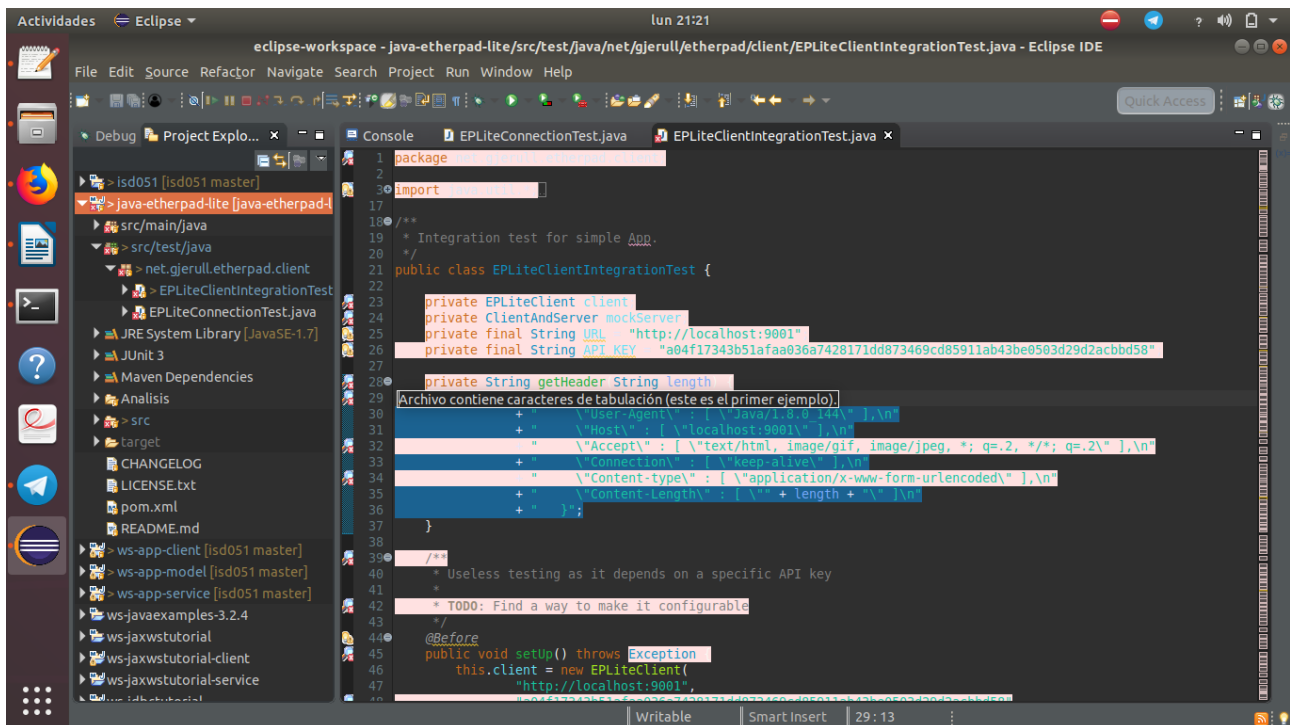 Actividades Eclipse lun 21:21
eclipse-workspace - java-etherpad-lite/src/test/java/net/gjerull/etherpad/client/EPLiteClientIntegrationTest.java - Eclipse IDE
File Edit Source Refactor Navigate Search Project Run Window Help
Quick Access
Debug Project Explo...
> isd051 [isd051 master]
> java-etherpad-lite [java-etherpad-l
src/main/java
> src/test/java
> net.gjerull.etherpad.client
> EPLiteClientIntegrationTest
EPLiteConnectionTest.java
JRE System Library [JavaSE-1.7]
JUnit 3
Maven Dependencies
> Analisis
> src
> target
CHANGELOG
LICENSE.txt
pom.xml
README.md
> ws-app-client [isd051 master]
> ws-app-model [isd051 master]
> ws-app-service [isd051 master]
ws-javaexamples-3.2.4
ws-jaxwstutorial
ws-jaxwstutorial-client
ws-jaxwstutorial-service
Console EPLiteConnectionTest.java EPLiteClientIntegrationTest.java
1 package net.gjerull.etherpad.client
2
3 import java.util
17
18 /**
19 * Integration test for simple App.
20 */
21 public class EPLiteClientIntegrationTest {
22
23 private EPLiteClient client
24 private ClientAndServer mockServer
25 private final String URL "http://localhost:9001"
26 private final String API_KEY "a04f17343b51afaa036a7428171dd873469cd85911ab43be0503d29d2acbbd58"
27
28 private String getHeader String length
29 Archivo contiene caracteres de tabulación (este es el primer ejemplo).
30 + " \"User-Agent\" : [ \"Java/1.8.0_144\" ],\n"
31 + " \"Host\" : [ \"localhost:9001\" ],\n"
32 " \"Accept\" : [ \"text/html, image/gif, image/jpeg, *; q=.2, */*; q=.2\" ],\n"
33 + " \"Connection\" : [ \"keep-alive\" ],\n"
34 " \"Content-type\" : [ \"application/x-www-form-urlencoded\" ],\n"
35 + " \"Content-Length\" : [ \"" + length + "\" ]\n"
36 + " }";
37 }
38
39 /**
40 * Useless testing as it depends on a specific API key
41 *
42 * TODO: Find a way to make it configurable
43 */
44 @Before
45 public void setUp() throws Exception
46 this.client = new EPLiteClient(
47 "http://localhost:9001",
Writable Smart Insert 29 : 13